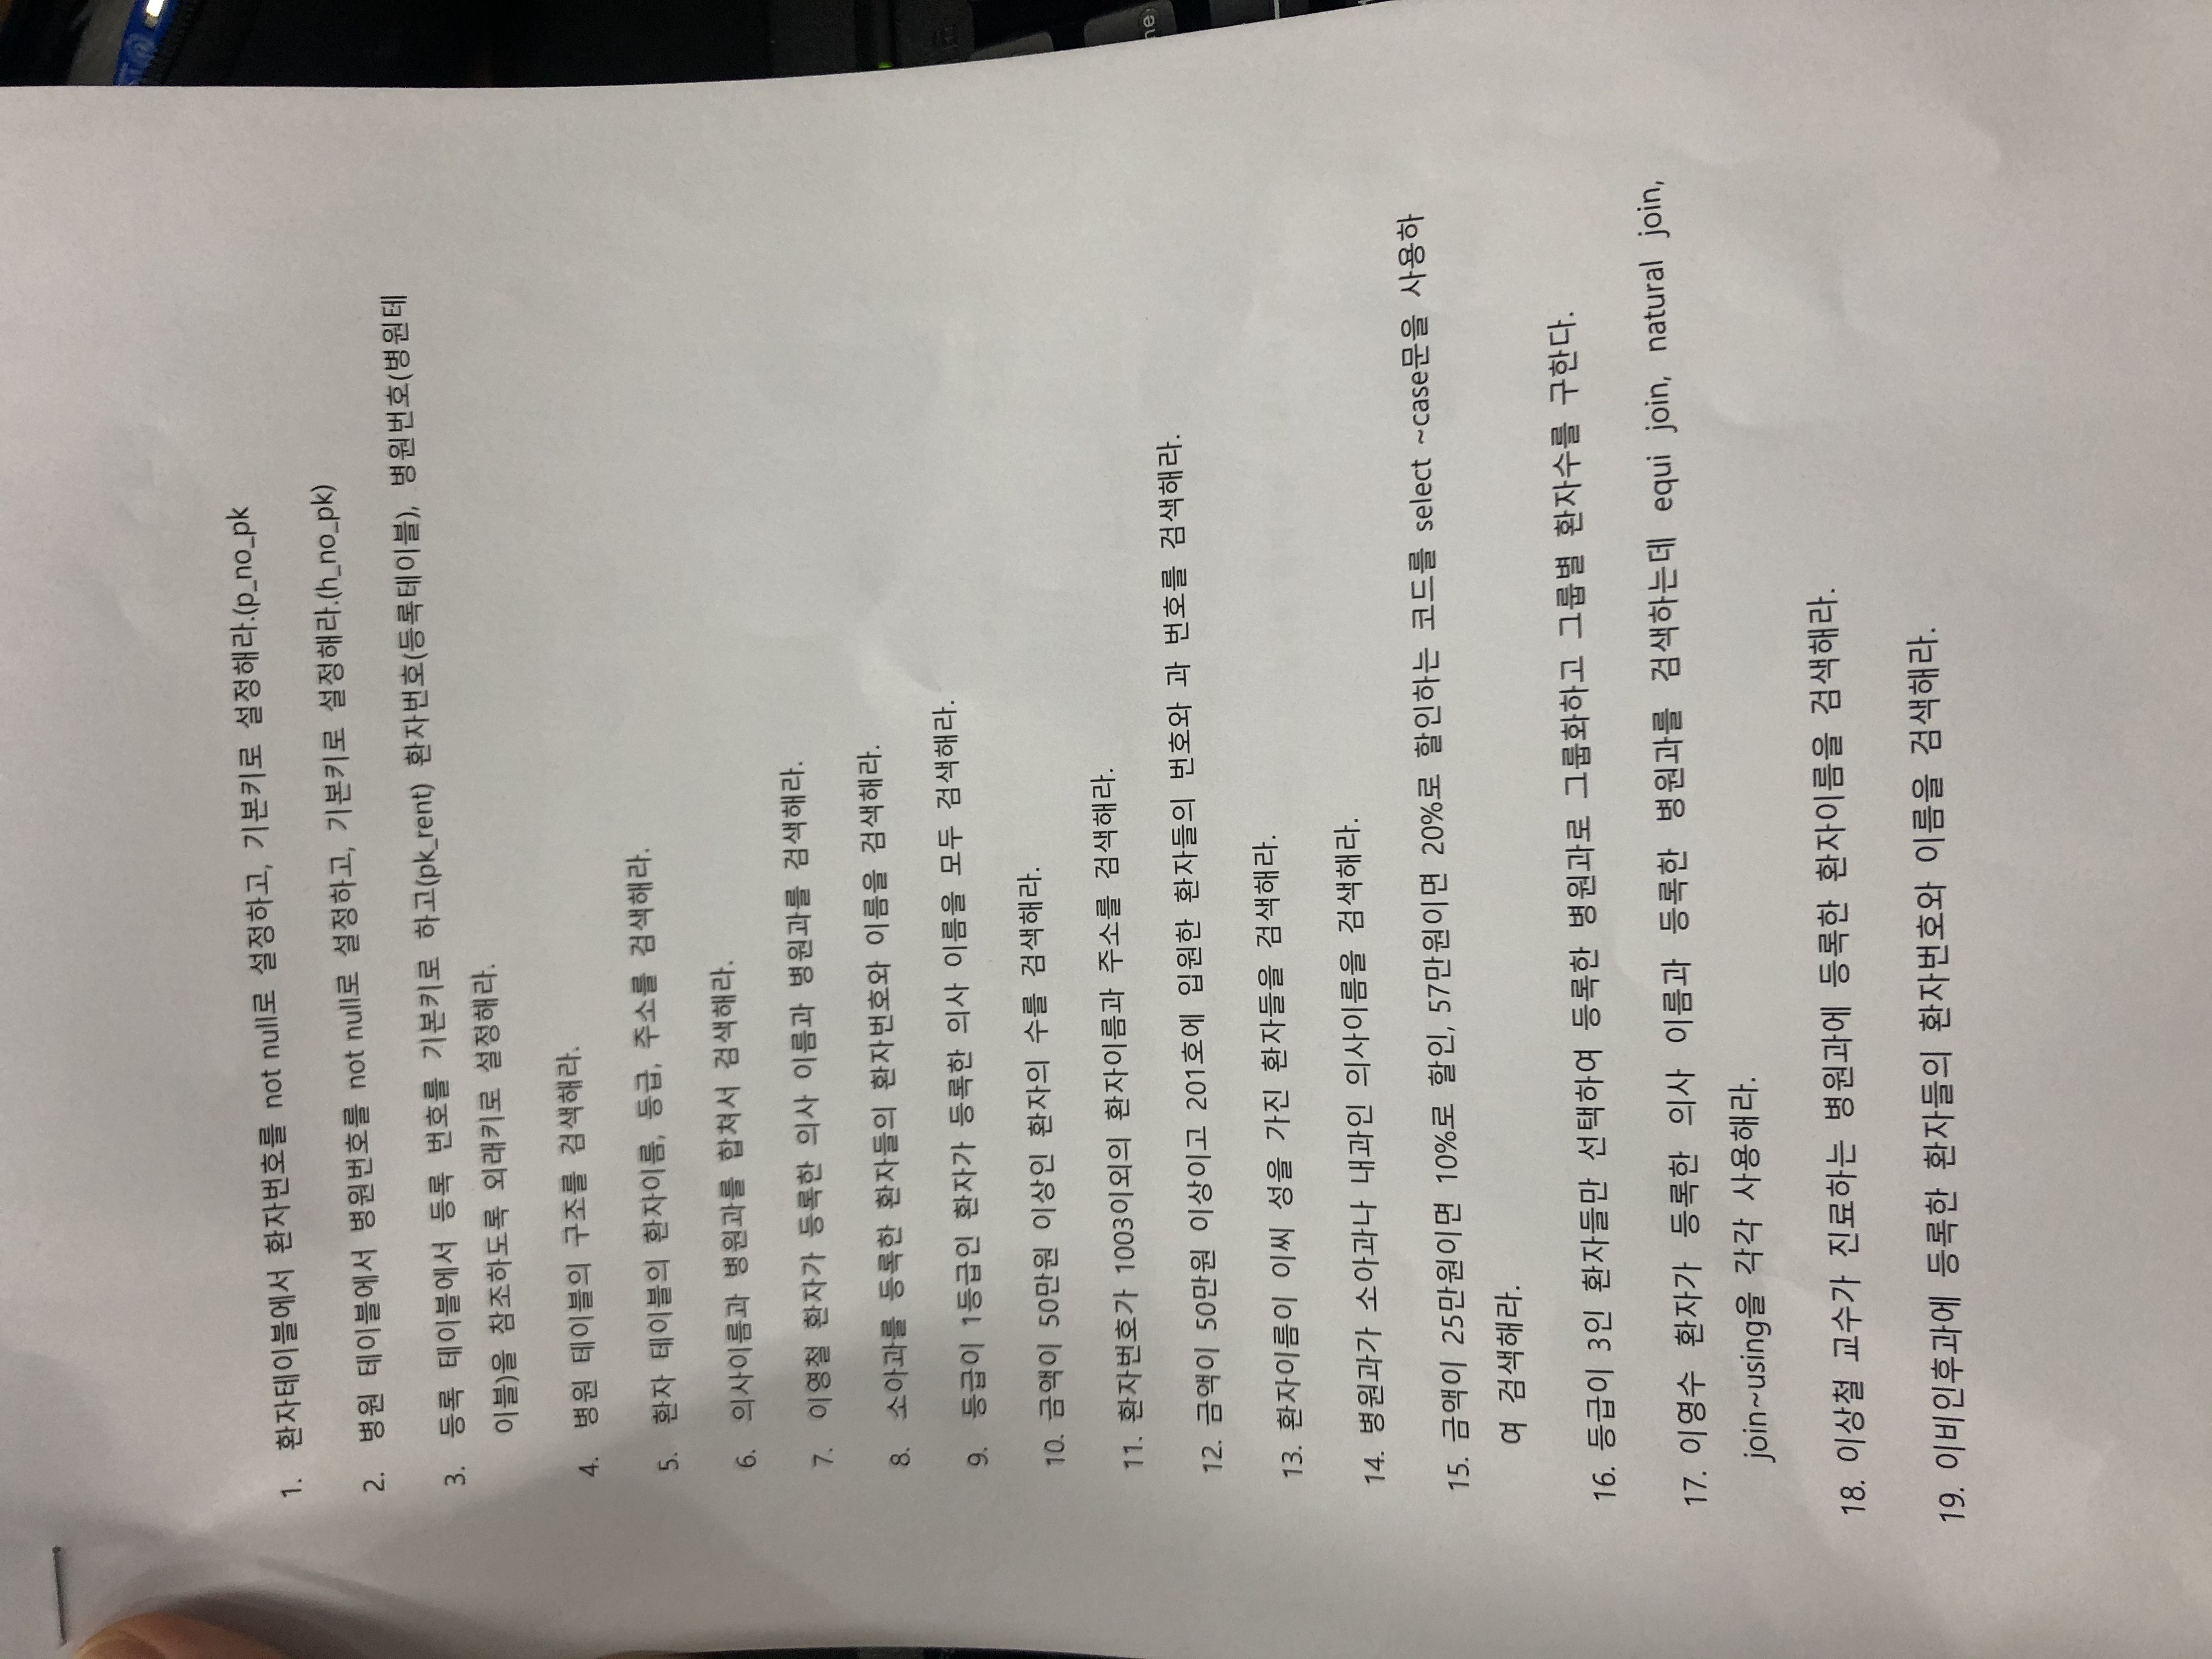 1. 환자테이블에서 환자번호를 not null로 설정하고, 기본키로 설정해라.(p_no_pk
2. 병원 테이블에서 병원번호를 not null로 설정하고, 기본키로 설정해라.(h_no_pk)
3. 등록 테이블에서 등록 번호를 기본키로 하고(pk_rent) 환자번호(등록테이블), 병원번호(병원테
이블)을 참조하도록 외래키로 설정해라.
4. 병원 테이블의 구조를 검색해라.
5. 환자 테이블의 환자이름, 등급, 주소를 검색해라.
6. 의사이름과 병원과를 합쳐서 검색해라.
7. 이영철 환자가 등록한 의사 이름과 병원과를 검색해라.
8. 소아과를 등록한 환자들의 환자번호와 이름을 검색해라.
9. 등급이 1등급인 환자가 등록한 의사 이름을 모두 검색해라.
10. 금액이 50만원 이상인 환자의 수를 검색해라.
11. 환자번호가 1003이외의 환자이름과 주소를 검색해라.
12. 금액이 50만원 이상이고 201호에 입원한 환자들의 번호와 과 번호를 검색해라.
13. 환자이름이 이씨 성을 가진 환자들을 검색해라.
14. 병원과가 소아과나 내과인 의사이름을 검색해라.
15. 금액이 25만원이면 10%로 할인, 57만원이면 20%로 할인하는 코드를 select ~case문을 사용하
여 검색해라.
16. 등급이 3인 환자들만 선택하여 등록한 병원과로 그룹화하고 그룹별 환자수를 구한다.
17. 이영수 환자가 등록한 의사 이름과 등록한 병원과를 검색하는데 equi join, natural join,
join~using을 각각 사용해라.
18. 이상철 교수가 진료하는 병원과에 등록한 환자이름을 검색해라.
19. 이비인후과에 등록한 환자들의 환자번호와 이름을 검색해라.